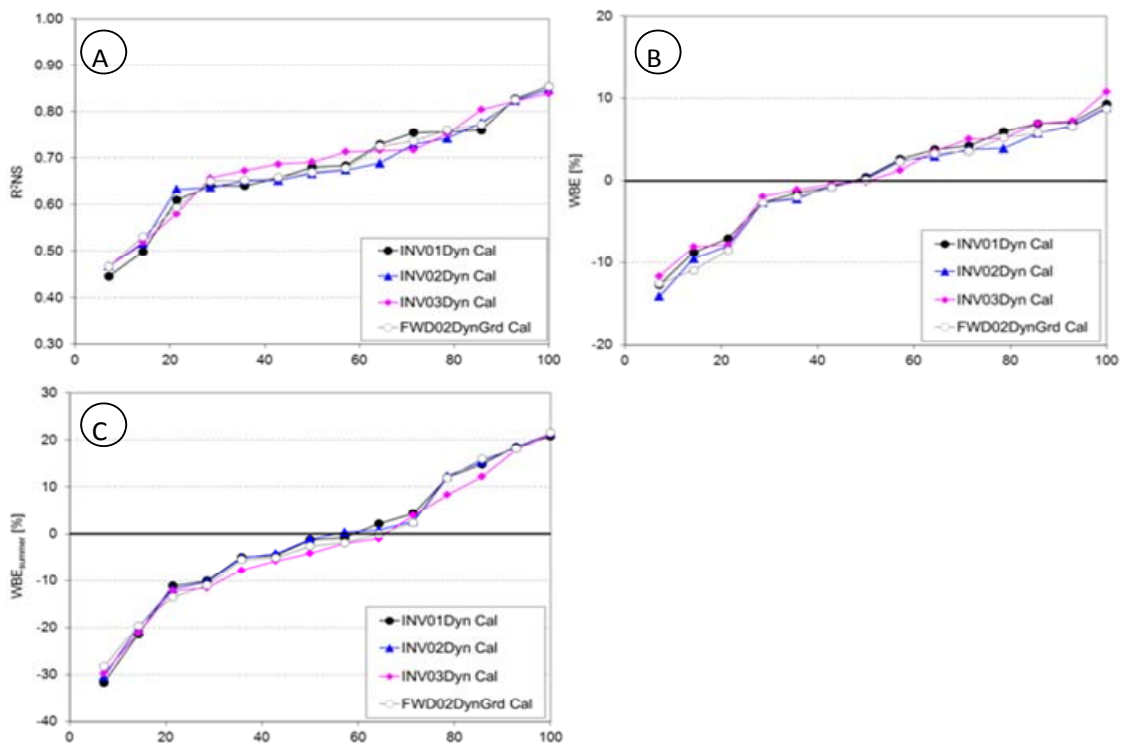 A
1.00
0.90
0.80
0.70
0.60
0.50
0.40
0.30
R²NS
0
20
40
60
80
100
INV01Dyn Cal
INV02Dyn Cal
INV03Dyn Cal
FWD02DynGrd Cal
B
20
10
0
-10
-20
WBE [%]
0
20
40
60
80
100
INV01Dyn Cal
INV02Dyn Cal
INV03Dyn Cal
FWD02DynGrd Cal
C
30
20
10
0
-10
-20
-30
-40
WBEsummer [%]
0
20
40
60
80
100
INV01Dyn Cal
INV02Dyn Cal
INV03Dyn Cal
FWD02DynGrd Cal